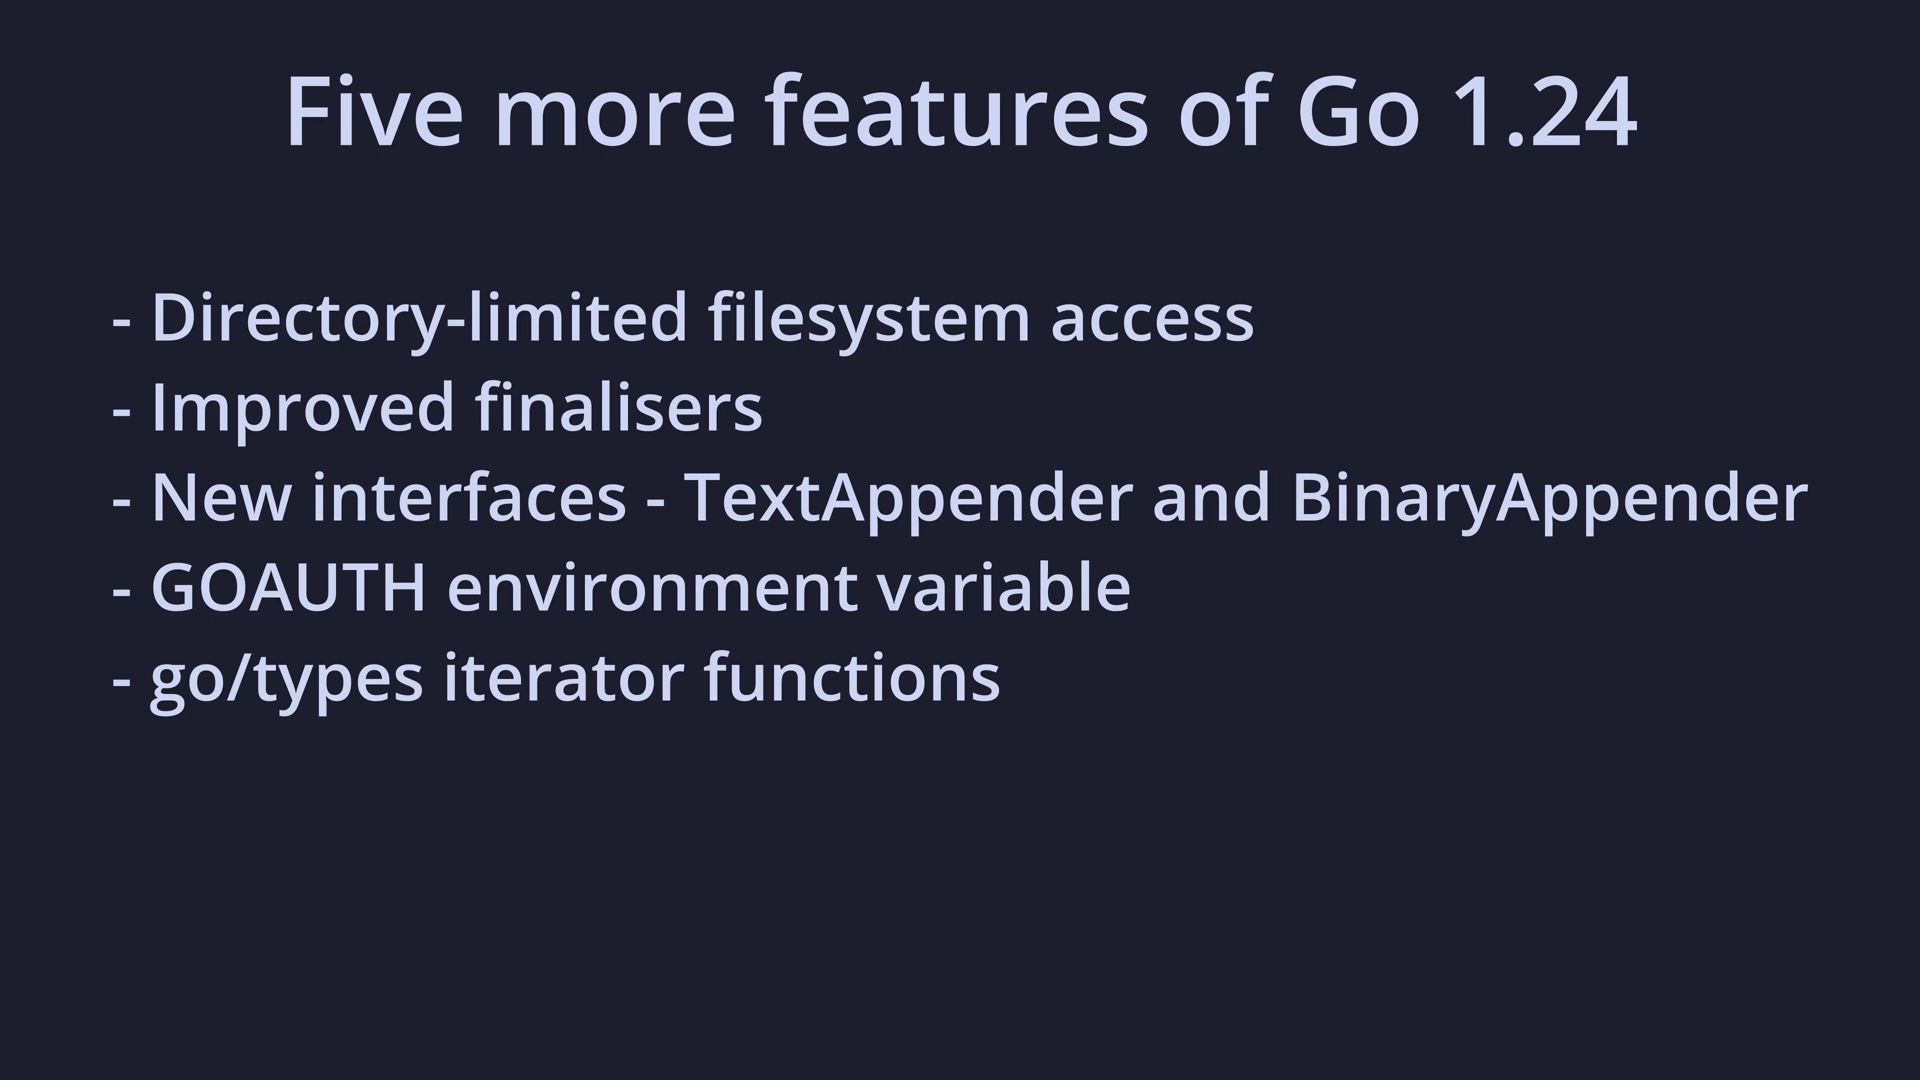 Five more features of Go 1.24
- Directory-limited filesystem access
- Improved finalisers
- New interfaces - TextAppender and BinaryAppender
- GOAUTH environment variable
- go/types iterator functions